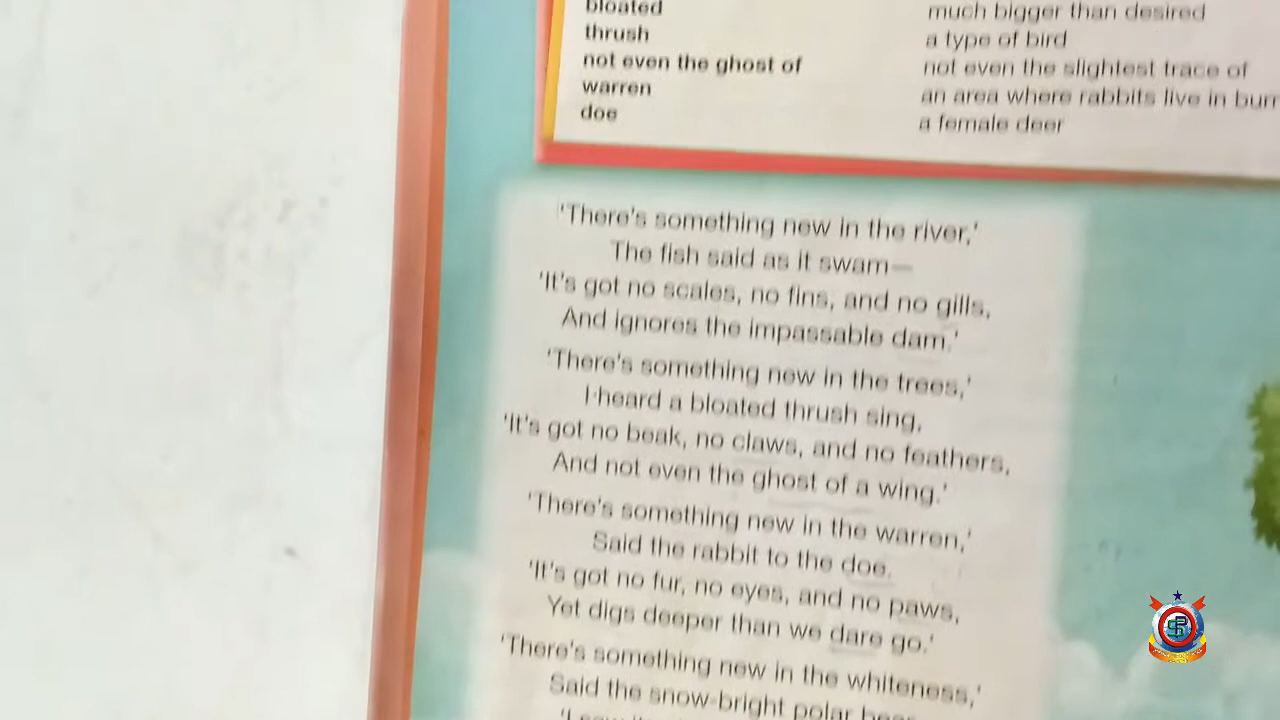 bloated much bigger than desired
thrush a type of bird
not even the ghost of not even the slightest trace of
warren an area where rabbits live in
doe a female deer
'There's something new in the river,'
The fish said as it swam—
'It's got no scales, no fins, and no gills,
And ignores the impassable dam.'
'There's something new in the trees,'
I heard a bloated thrush sing,
'It's got no beak, no claws, and no feathers,
And not even the ghost of a wing.'
'There's something new in the warren,'
Said the rabbit to the doe.
'It's got no fur, no eyes, and no paws,
Yet digs deeper than we dare go.'
'There's something new in the whiteness,'
Said the snow-bright polar bear